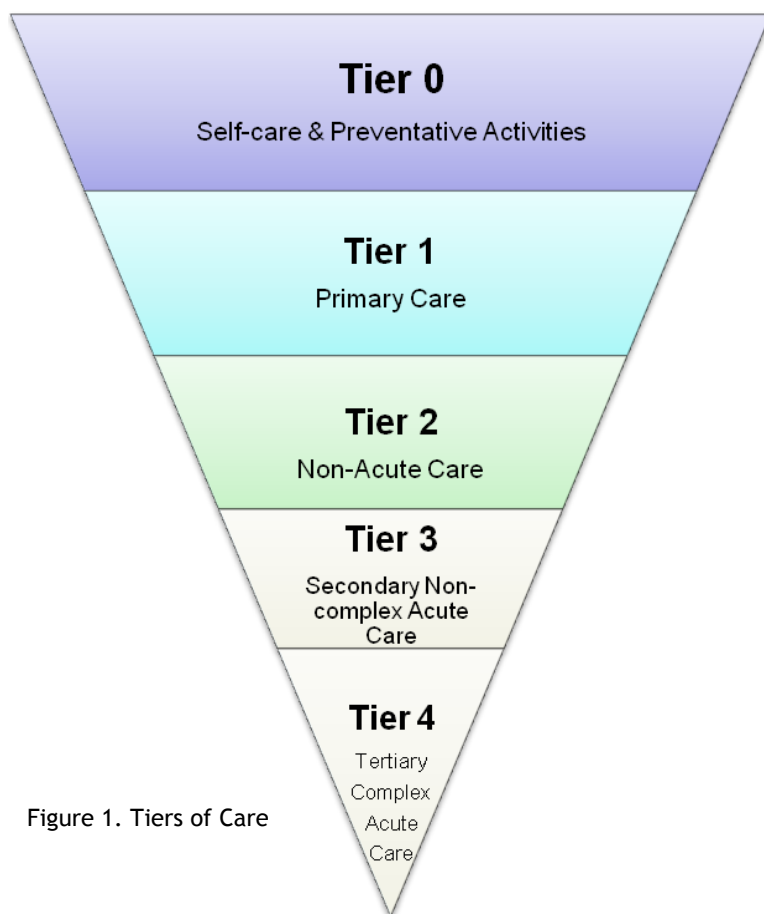 Tier 0
Self-care & Preventative Activities
Tier 1
Primary Care
Tier 2
Non-Acute Care
Tier 3
Secondary Non-
complex Acute
Care
Tier 4
Tertiary
Complex
Acute
Care
Figure 1. Tiers of Care